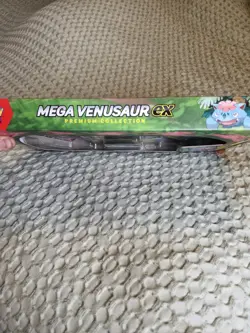 MEGA VENUSAUR ex
PREMIUM COLLECTION